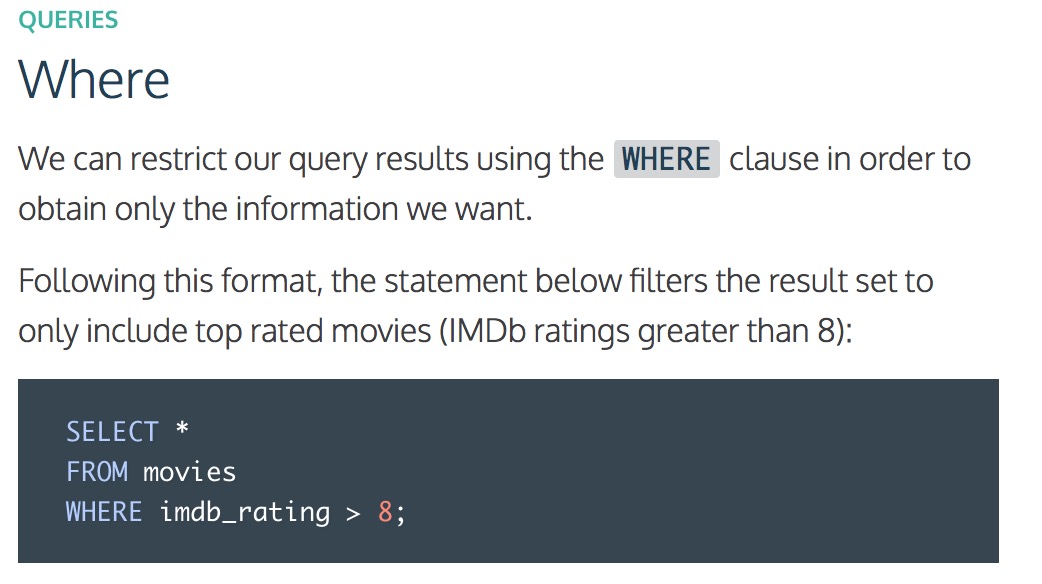 QUERIES
Where
We can restrict our query results using the WHERE clause in order to
obtain only the information we want.
Following this format, the statement below filters the result set to
only include top rated movies (IMDb ratings greater than 8):
SELECT *
FROM movies
WHERE imdb_rating > 8;